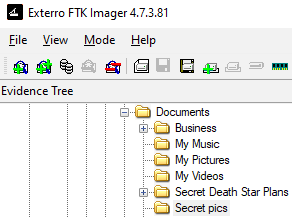 Exterro FTK Imager 4.7.3.81
File View Mode Help
Evidence Tree
Documents
Business
My Music
My Pictures
My Videos
Secret Death Star Plans
Secret pics